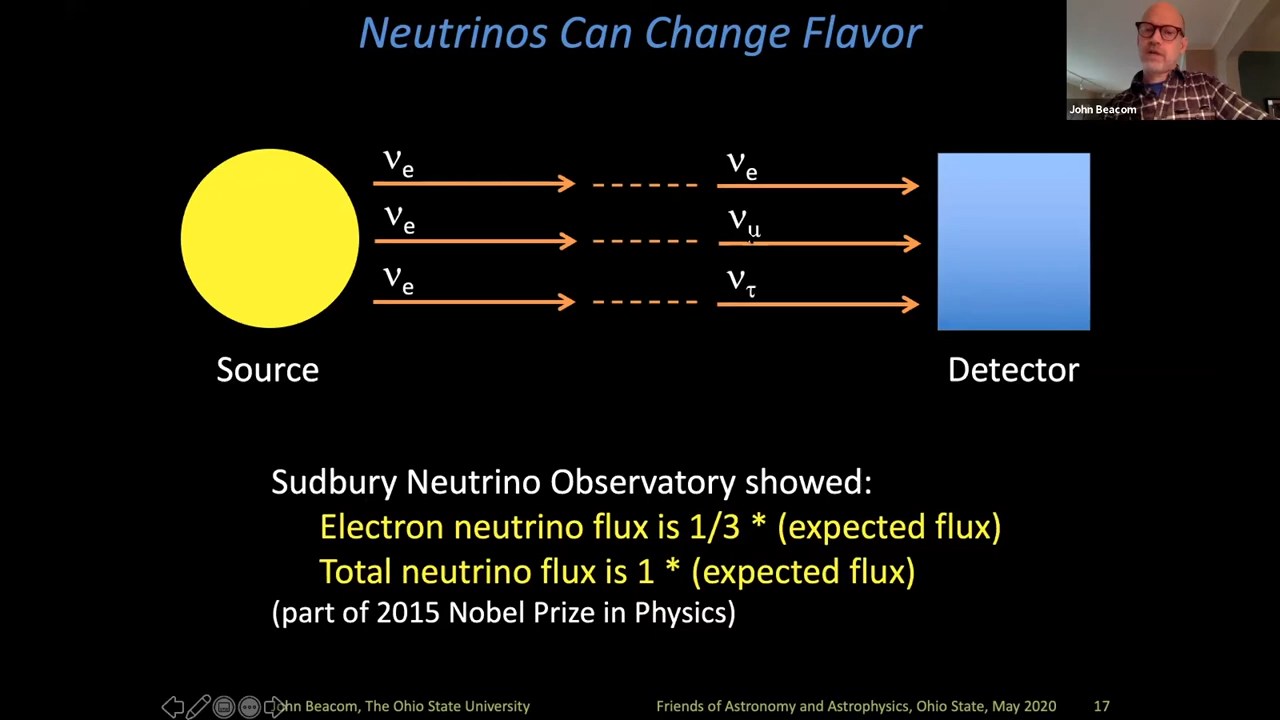 Neutrinos Can Change Flavor
John Beacom
νe νe
νe νμ
νe ντ
Source Detector
Sudbury Neutrino Observatory showed:
Electron neutrino flux is 1/3 * (expected flux)
Total neutrino flux is 1 * (expected flux)
(part of 2015 Nobel Prize in Physics)
John Beacom, The Ohio State University Friends of Astronomy and Astrophysics, Ohio State, May 2020 17